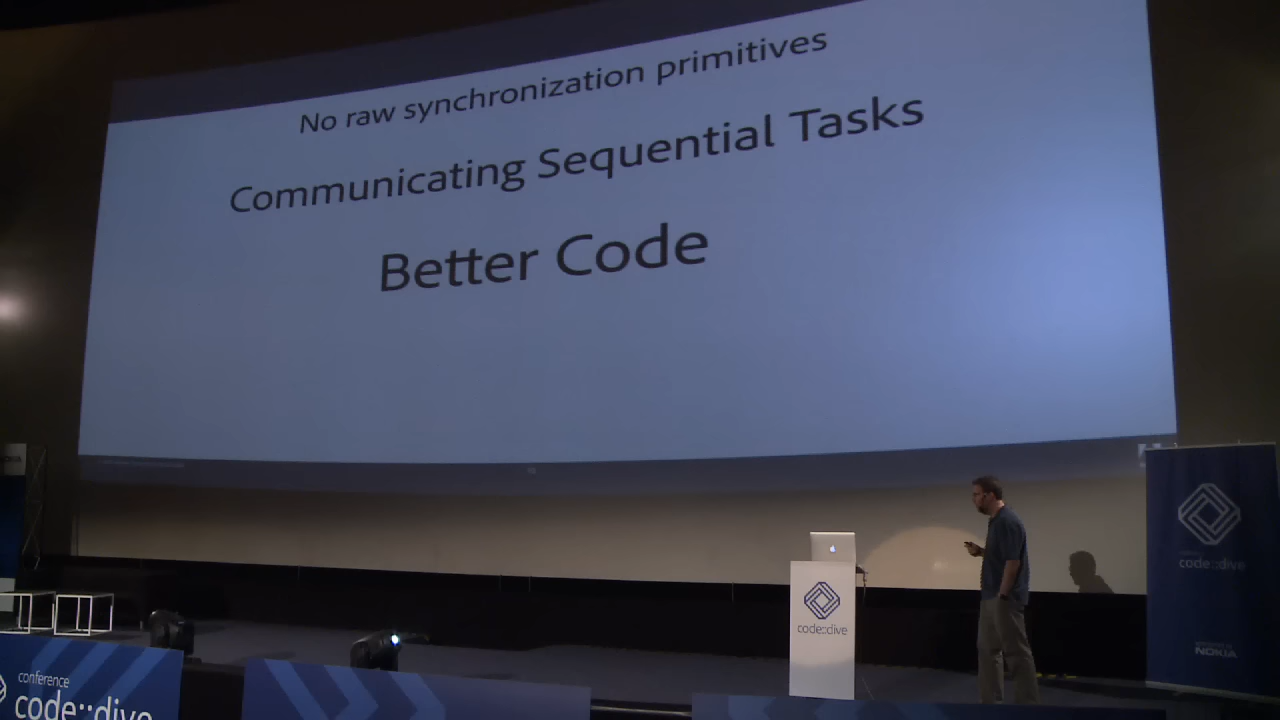 No raw synchronization primitives
Communicating Sequential Tasks
Better Code
code::dive
code::dive
NOKIA
conference
code::dive